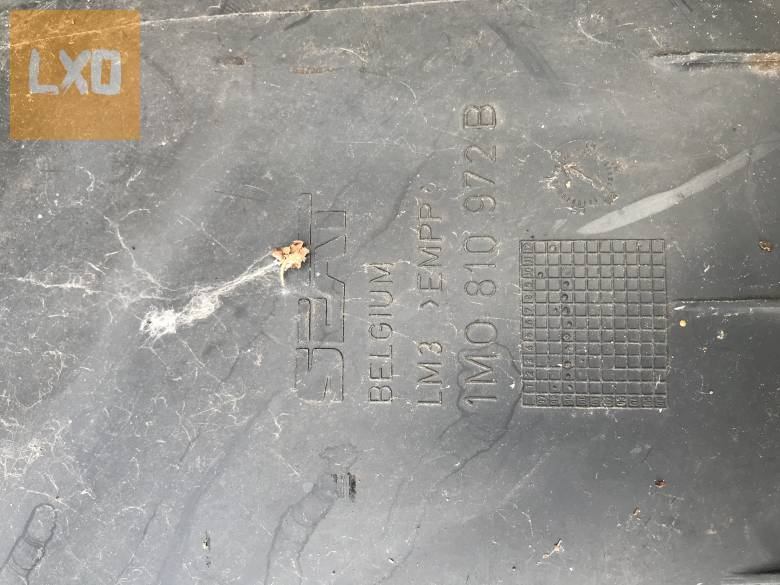 LXO
SEAT
BELGIUM
LM3 >EMPP<
1M0 810 972 B